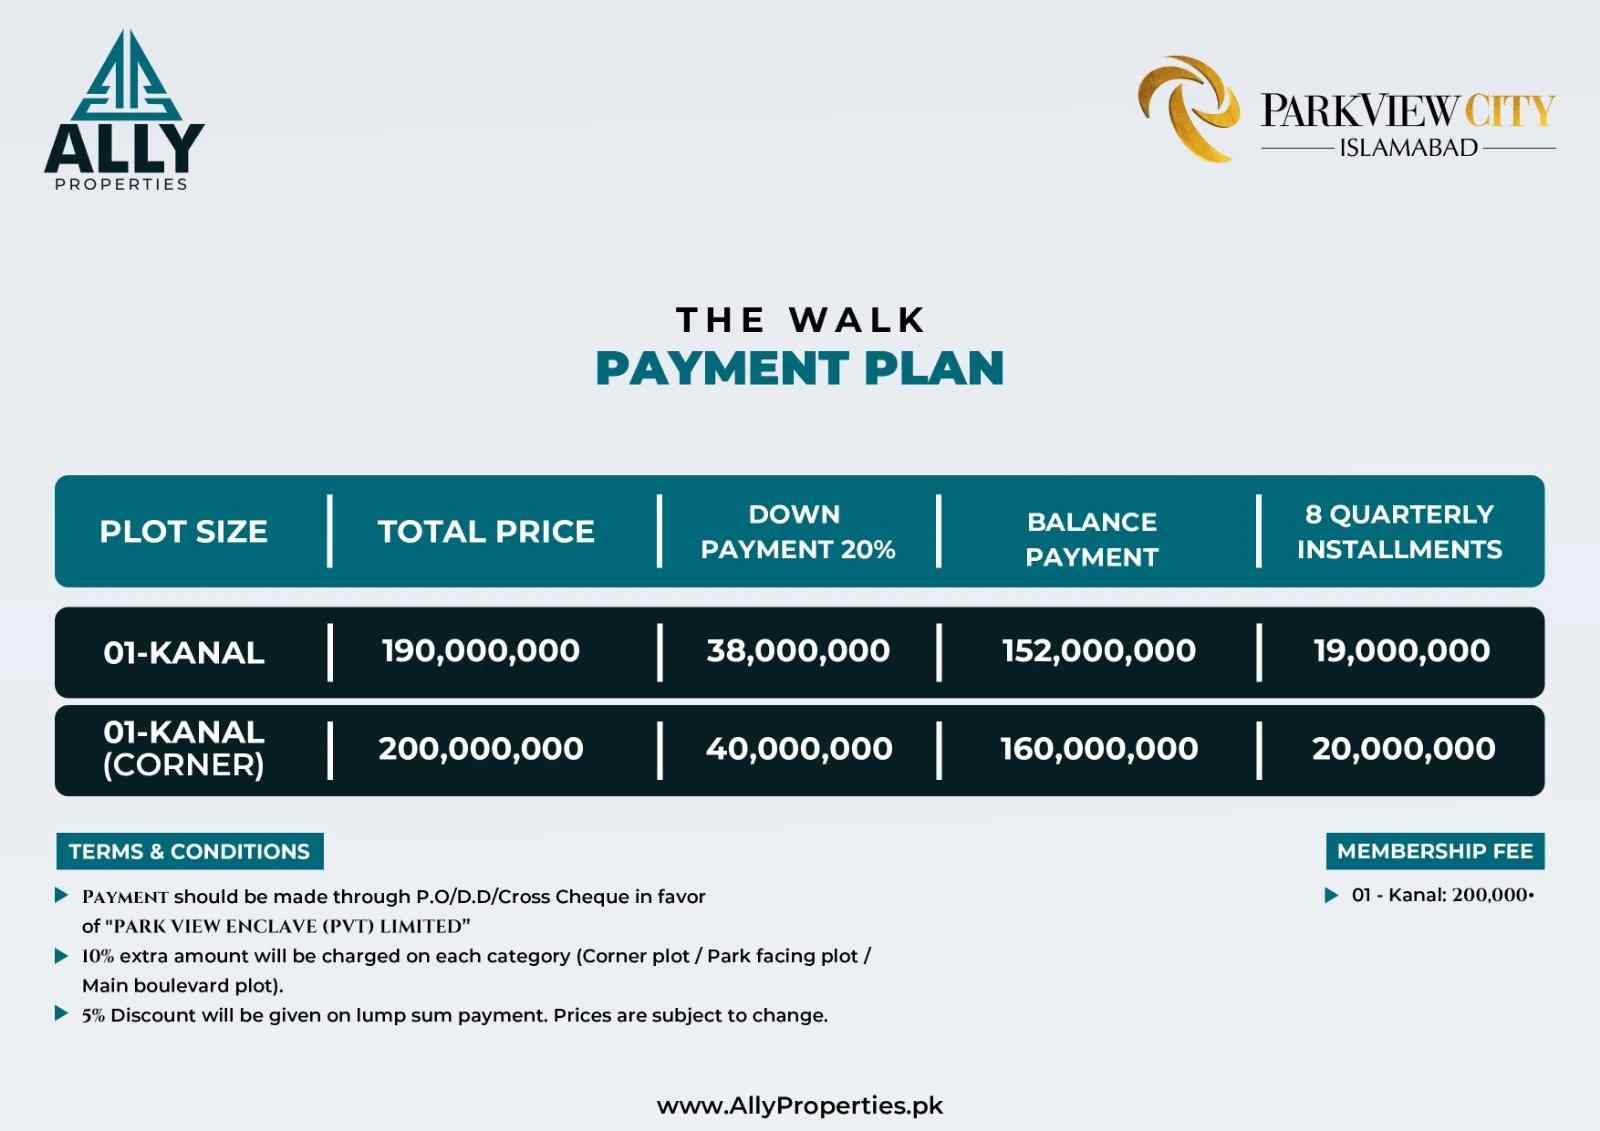 ALLY
PROPERTIES
PARKVIEW CITY
ISLAMABAD
THE WALK
PAYMENT PLAN
PLOT SIZE
TOTAL PRICE
DOWN
PAYMENT 20%
BALANCE
PAYMENT
8 QUARTERLY
INSTALLMENTS
01-KANAL
190,000,000
38,000,000
152,000,000
19,000,000
01-KANAL
(CORNER)
200,000,000
40,000,000
160,000,000
20,000,000
TERMS & CONDITIONS
PAYMENT should be made through P.O/D.D/Cross Cheque in favor
of "PARK VIEW ENCLAVE (PVT) LIMITED"
10% extra amount will be charged on each category (Corner plot / Park facing plot /
Main boulevard plot).
5% Discount will be given on lump sum payment. Prices are subject to change.
MEMBERSHIP FEE
01 - Kanal: 200,000•
www.AllyProperties.pk